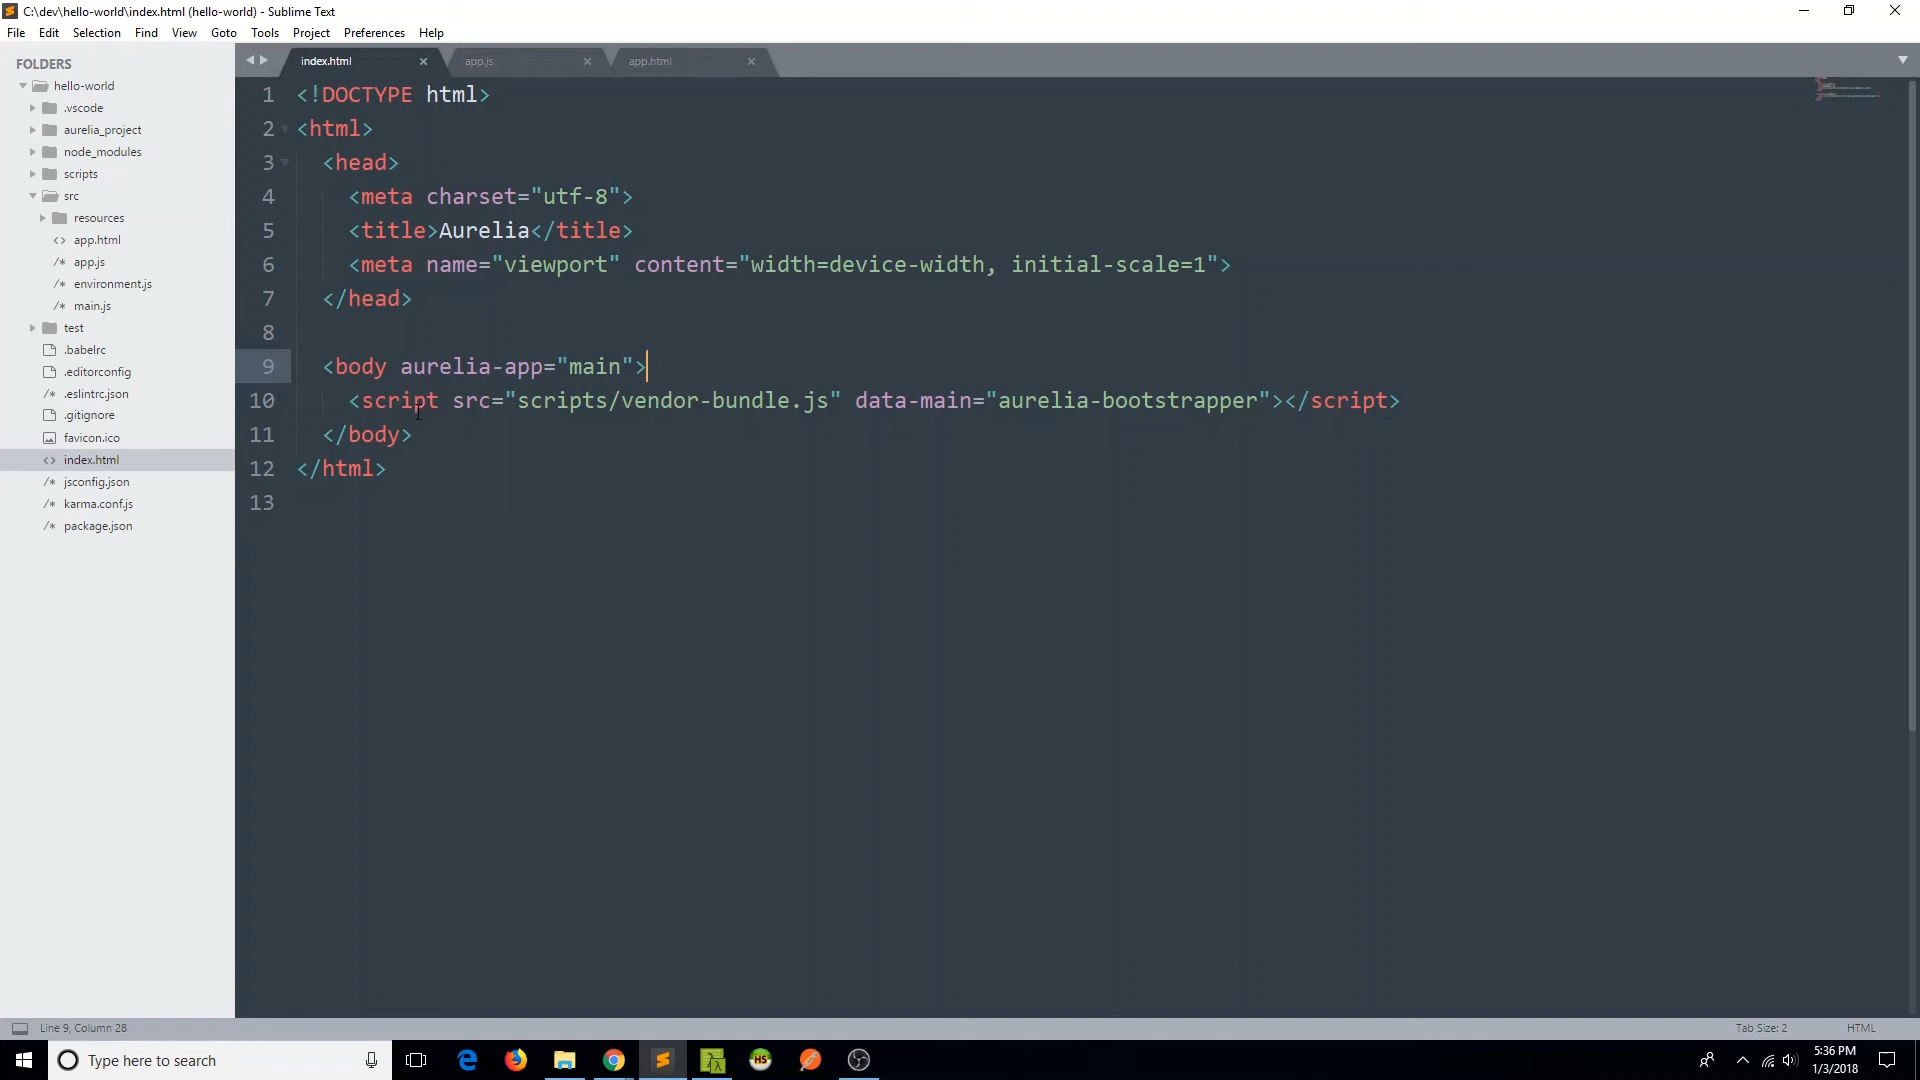 C:\dev\hello-world\index.html (hello-world) - Sublime Text
File Edit Selection Find View Goto Tools Project Preferences Help
FOLDERS
hello-world
.vscode
aurelia_project
node_modules
scripts
src
resources
app.html
app.js
environment.js
main.js
test
.babelrc
.editorconfig
.eslintrc.json
.gitignore
favicon.ico
index.html
jsconfig.json
karma.conf.js
package.json
index.html app.js app.html
1 <!DOCTYPE html>
2 <html>
3 <head>
4 <meta charset="utf-8">
5 <title>Aurelia</title>
6 <meta name="viewport" content="width=device-width, initial-scale=1">
7 </head>
8
9 <body aurelia-app="main">
10 <script src="scripts/vendor-bundle.js" data-main="aurelia-bootstrapper"></script>
11 </body>
12 </html>
13
Line 9, Column 28 Tab Size: 2 HTML
Type here to search
HS
5:36 PM
1/3/2018